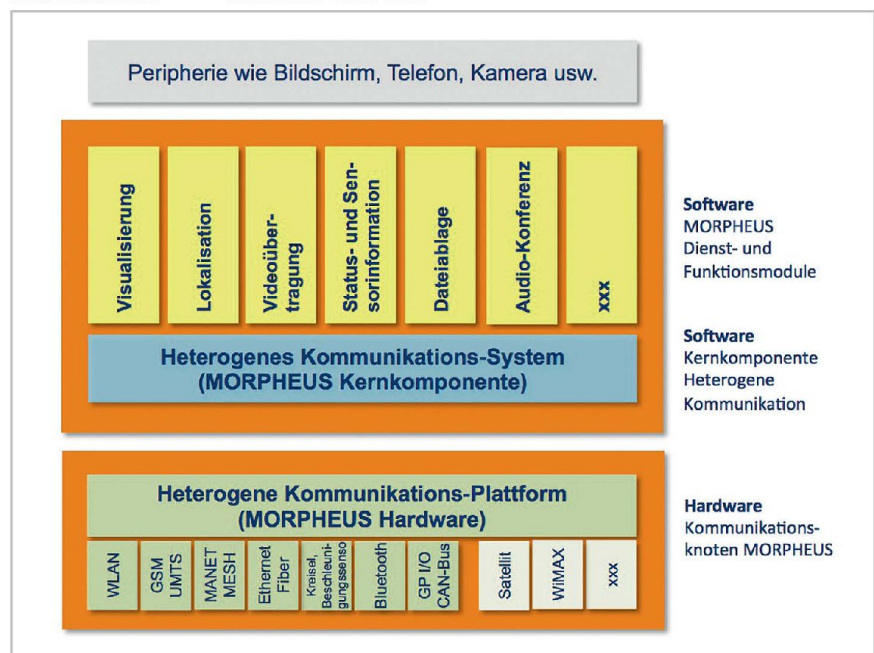 Peripherie wie Bildschirm, Telefon, Kamera usw.
Visualisierung
Lokalisation
Videoüber-
tragung
Status- und Sen-
sorinformation
Dateiablage
Audio-Konferenz
xxx
Software
MORPHEUS
Dienst- und
Funktionsmodule
Heterogenes Kommunikations-System
(MORPHEUS Kernkomponente)
Software
Kernkomponente
Heterogene
Kommunikation
Heterogene Kommunikations-Plattform
(MORPHEUS Hardware)
Hardware
Kommunikations-
knoten MORPHEUS
WLAN
GSM
UMTS
MANET
MESH
Ethernet
Fiber
Kreisel,
Beschleuni-
gungssenso
Bluetooth
GP I/O
CAN-Bus
Satellit
WiMAX
xxx